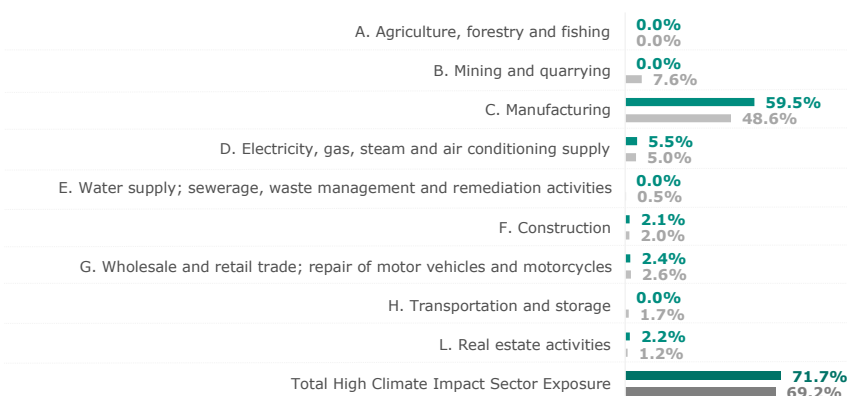 A. Agriculture, forestry and fishing
0.0%
0.0%
B. Mining and quarrying
0.0%
7.6%
C. Manufacturing
59.5%
48.6%
D. Electricity, gas, steam and air conditioning supply
5.5%
5.0%
E. Water supply; sewerage, waste management and remediation activities
0.0%
0.5%
F. Construction
2.1%
2.0%
G. Wholesale and retail trade; repair of motor vehicles and motorcycles
2.4%
2.6%
H. Transportation and storage
0.0%
1.7%
L. Real estate activities
2.2%
1.2%
Total High Climate Impact Sector Exposure
71.7%
69.2%